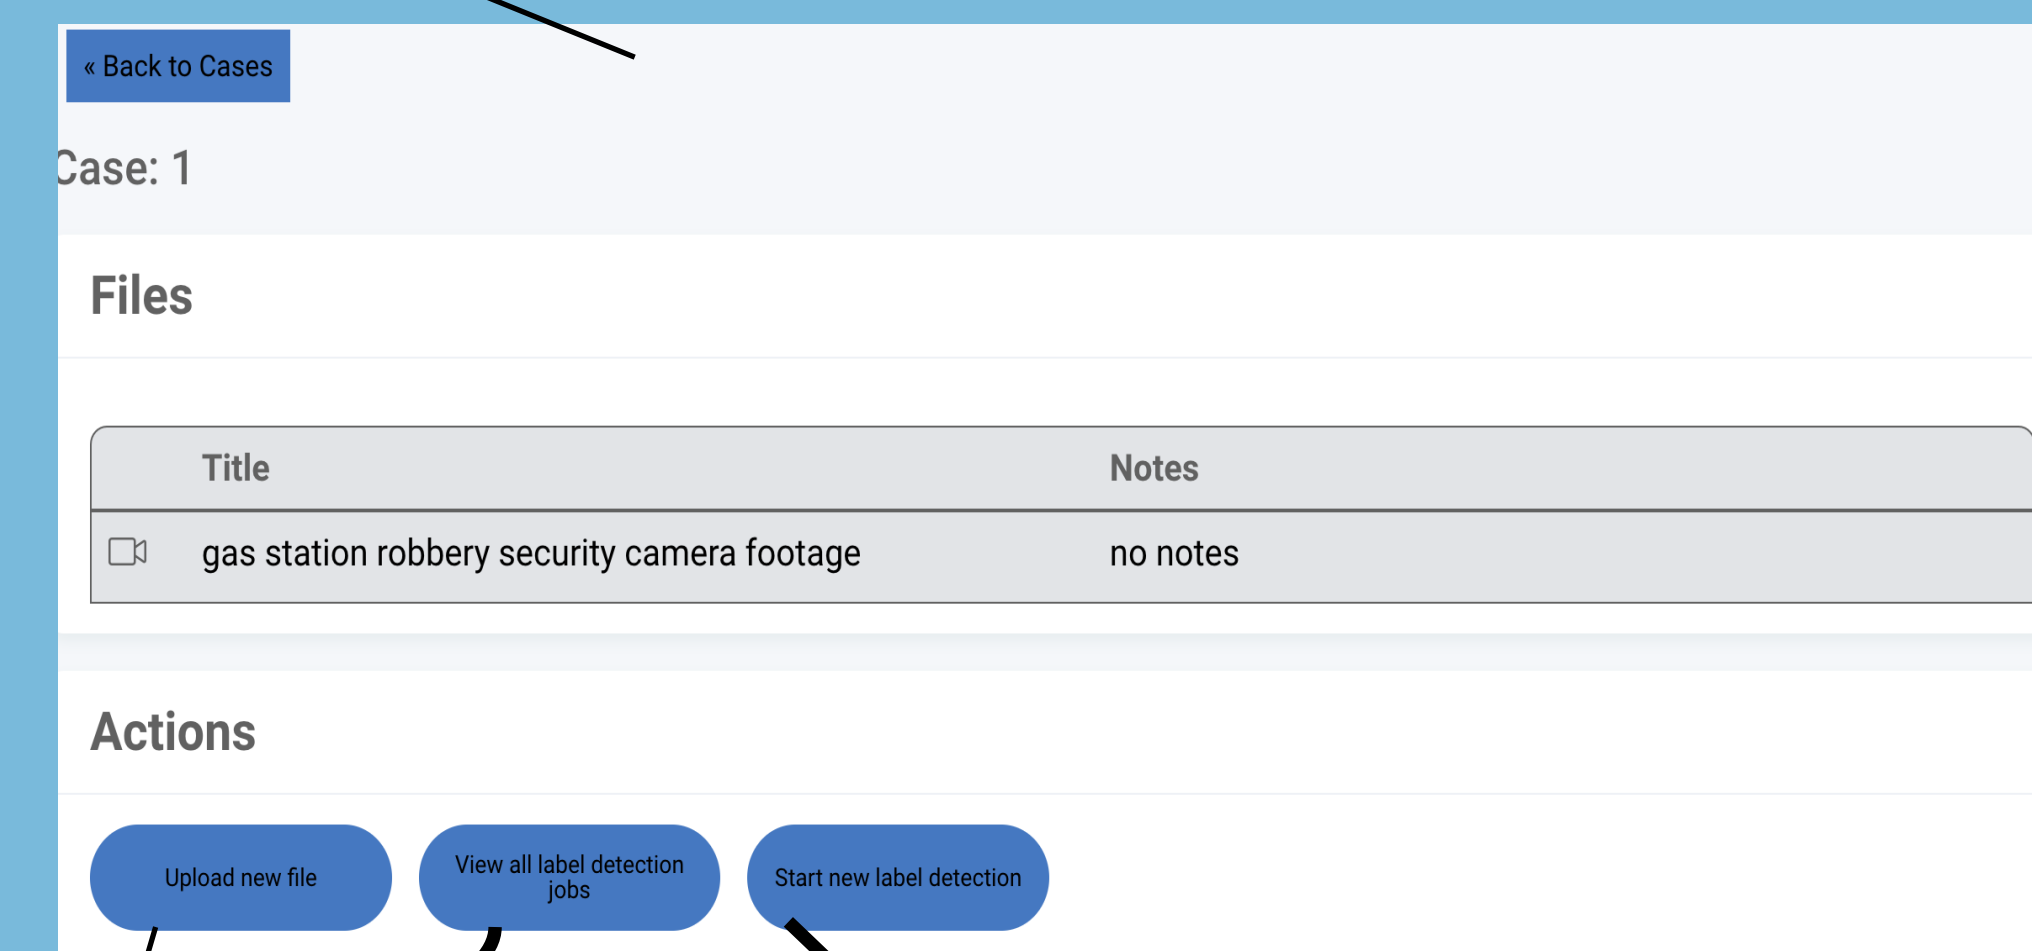 « Back to Cases
Case: 1
Files
Title Notes
gas station robbery security camera footage no notes
Actions
Upload new file
View all label detection
jobs
Start new label detection